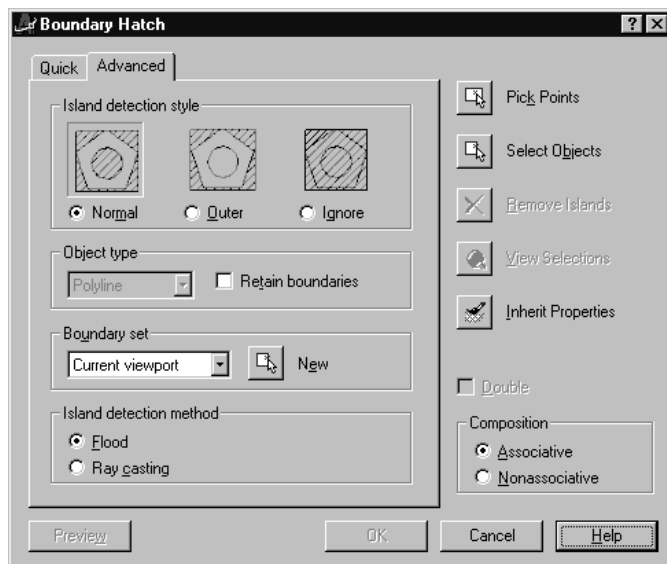 Boundary Hatch
Quick
Advanced
Island detection style
Normal
Outer
Ignore
Object type
Polyline
Retain boundaries
Boundary set
Current viewport
New
Island detection method
Flood
Ray casting
Pick Points
Select Objects
Remove Islands
View Selections
Inherit Properties
Double
Composition
Associative
Nonassociative
Preview
OK
Cancel
Help